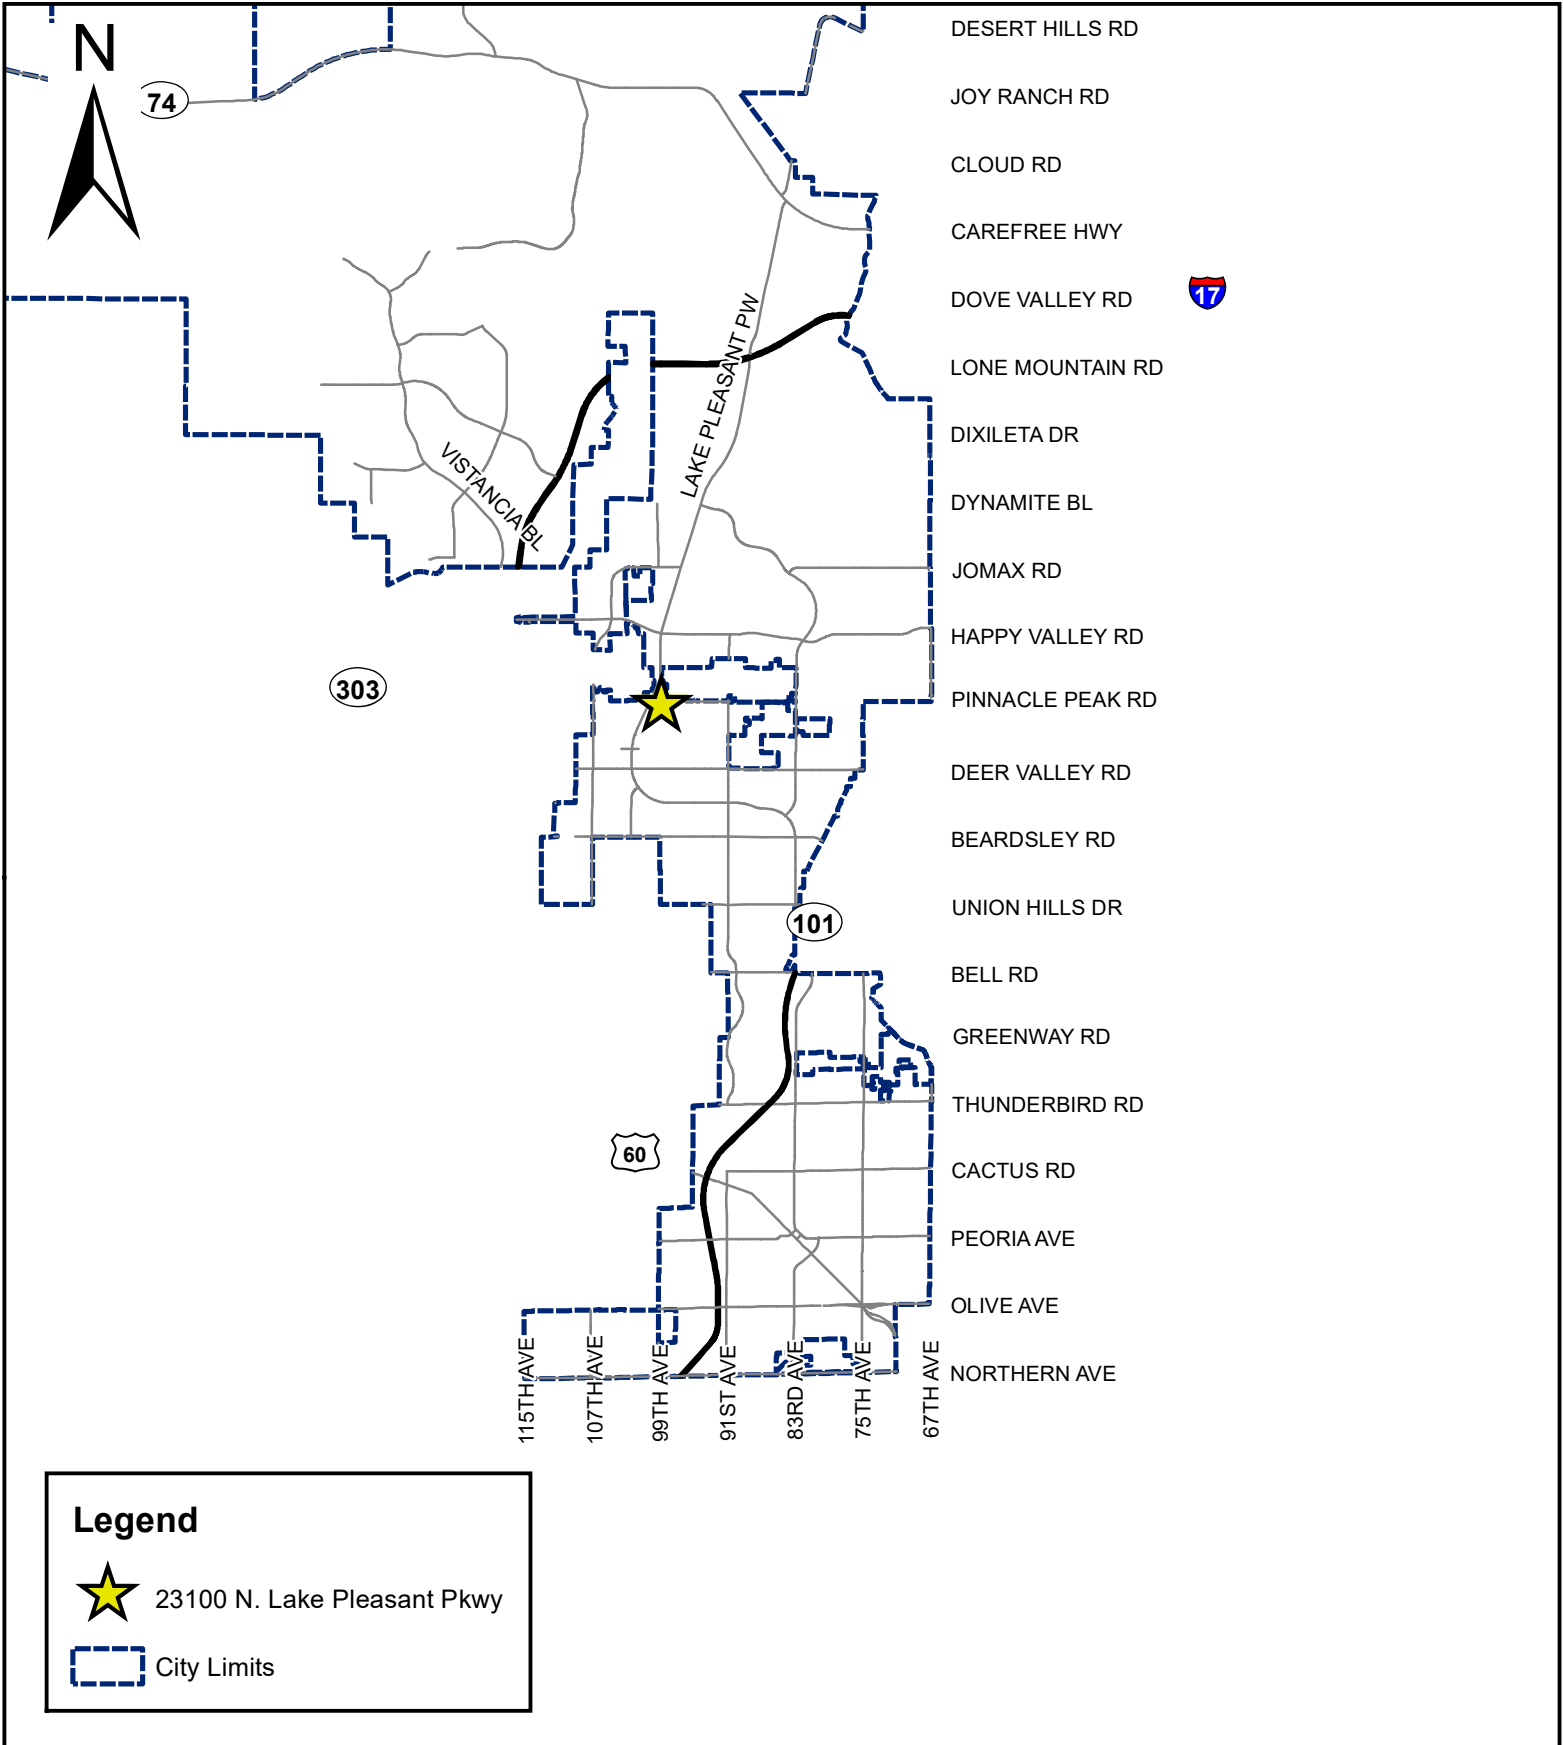 N
DESERT HILLS RD
74
JOY RANCH RD
CLOUD RD
CAREFREE HWY
DOVE VALLEY RD
17
LAKE PLEASANT PW
LONE MOUNTAIN RD
DIXILETA DR
VISTANCIA BL
DYNAMITE BL
JOMAX RD
HAPPY VALLEY RD
303
PINNACLE PEAK RD
DEER VALLEY RD
BEARDSLEY RD
UNION HILLS DR
101
BELL RD
GREENWAY RD
THUNDERBIRD RD
60
CACTUS RD
PEORIA AVE
OLIVE AVE
NORTHERN AVE
115TH AVE
107TH AVE
99TH AVE
91ST AVE
83RD AVE
75TH AVE
67TH AVE
Legend
23100 N. Lake Pleasant Pkwy
City Limits